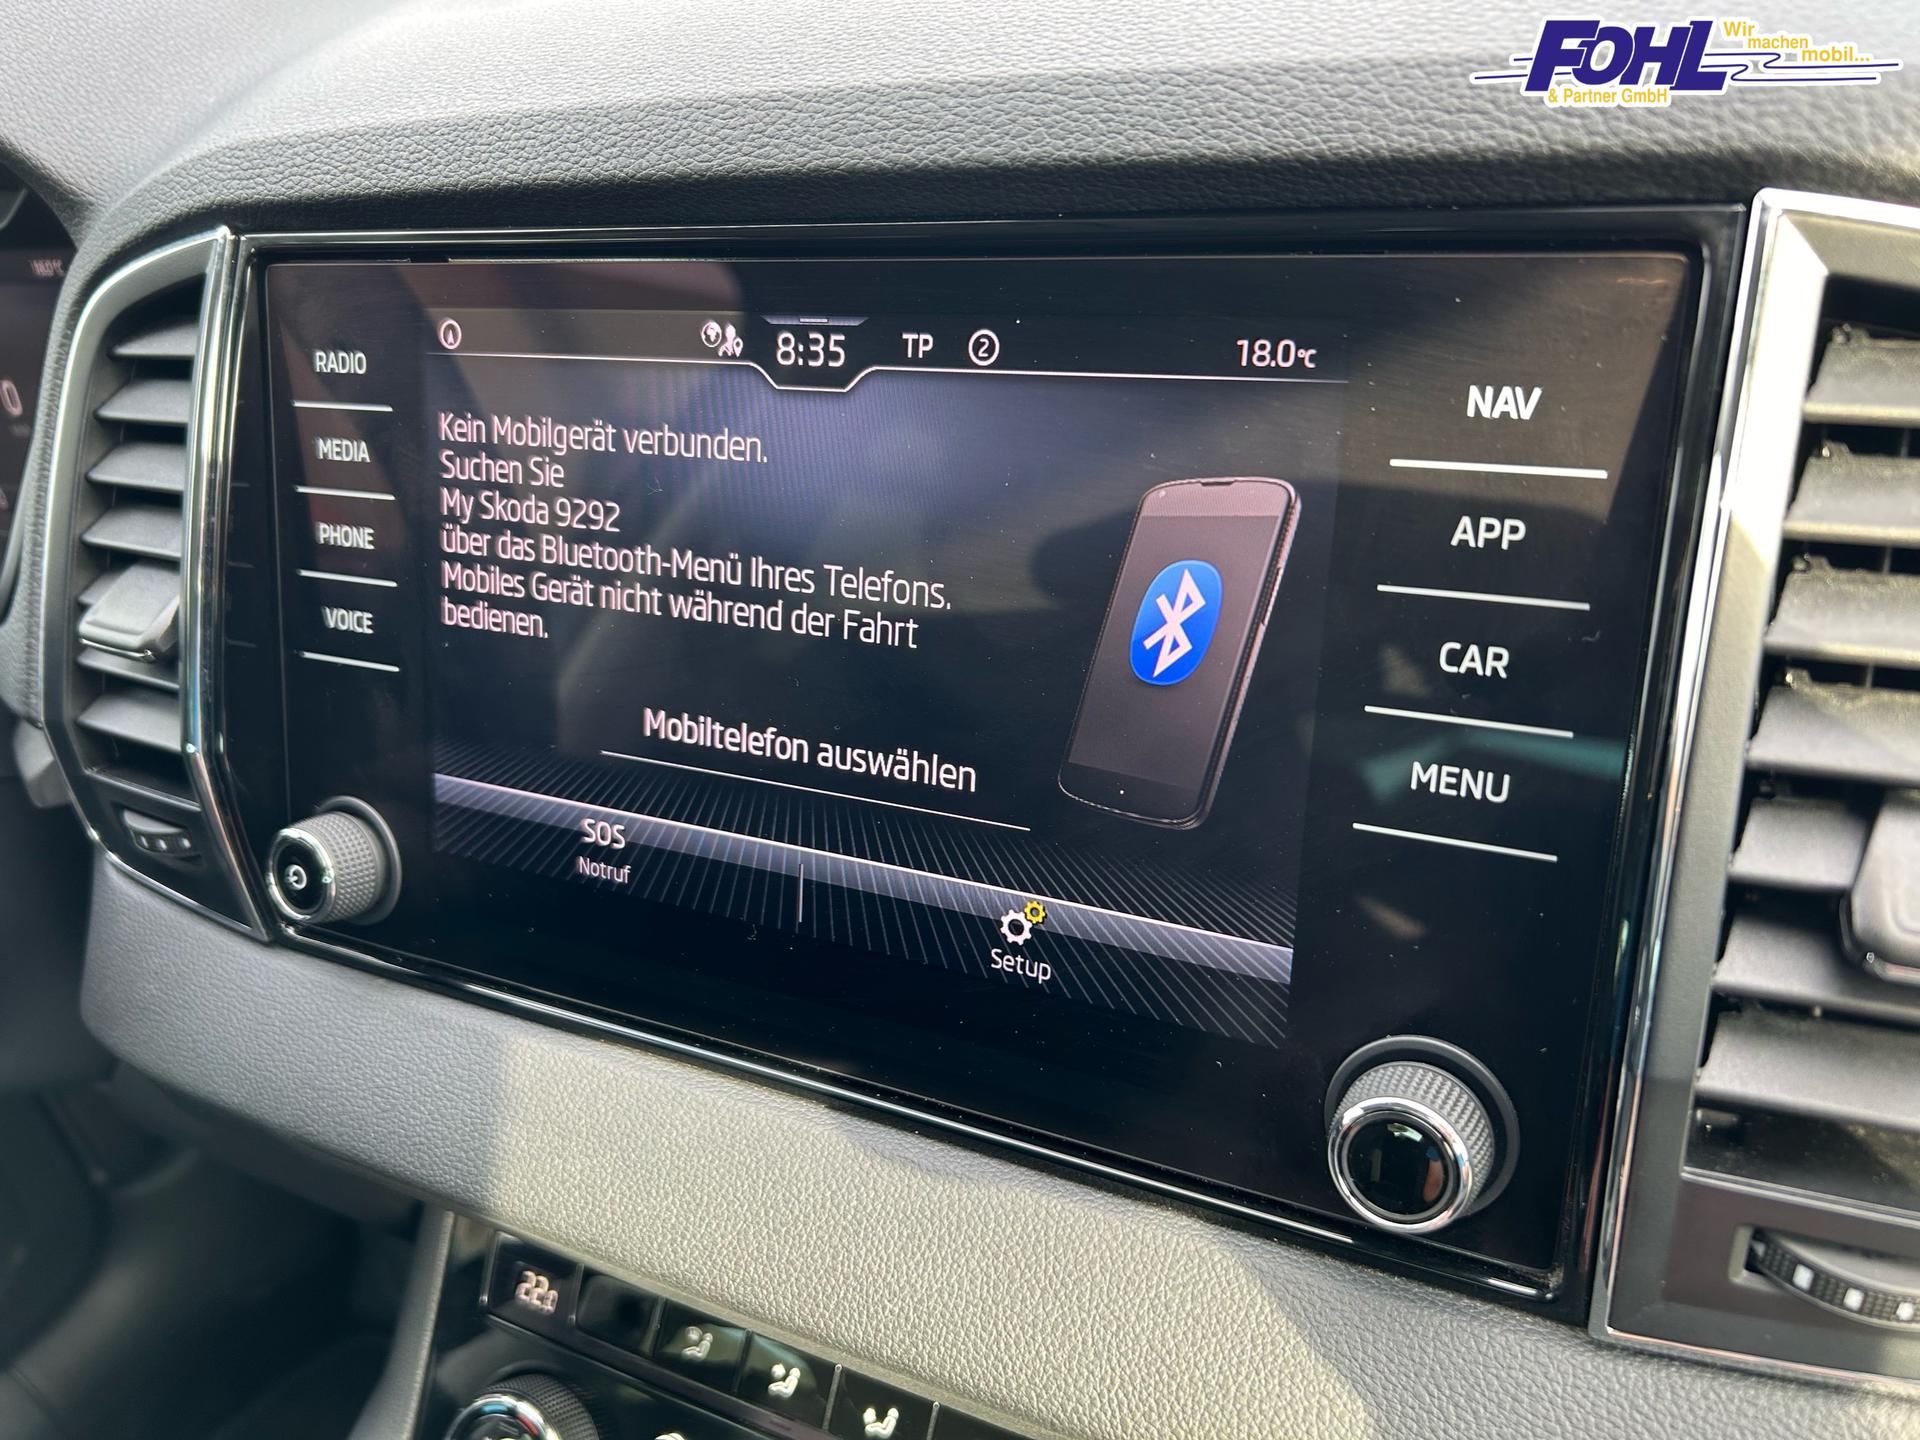 FOHL
Wir
machen
mobil...
& Partner GmbH
8:35
TP
2
18.0°C
RADIO
MEDIA
PHONE
VOICE
Kein Mobilgerät verbunden.
Suchen Sie
My Skoda 9292
über das Bluetooth-Menü Ihres Telefons.
Mobiles Gerät nicht während der Fahrt
bedienen.
Mobiltelefon auswählen
SOS
Notruf
Setup
NAV
APP
CAR
MENU
22.0